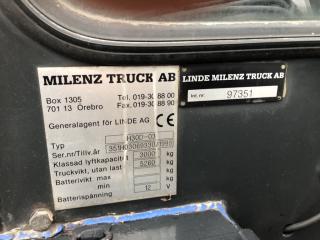 MILENZ TRUCK AB
Box 1305 Tel. 019-30 88 00
701 13 Örebro Fax. 019-30 88 90
Generalagent för LINDE AG CE
Typ H30D-03
Ser.nr/Tillv.år
Klassad lyftkapacitet 3000 kg
Truckvikt, utan last 5260 kg
Batterivikt. max kg
min kg
Batterispänning 12 V
LINDE MILENZ TRUCK AB
Int. nr. 97351